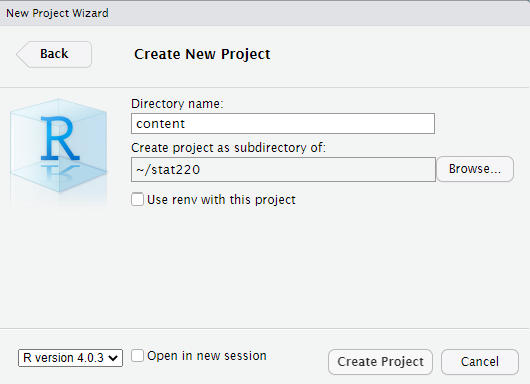 New Project Wizard
Back
Create New Project
R
Directory name:
content
Create project as subdirectory of:
~/stat220
Browse...
Use renv with this project
R version 4.0.3
Open in new session
Create Project
Cancel